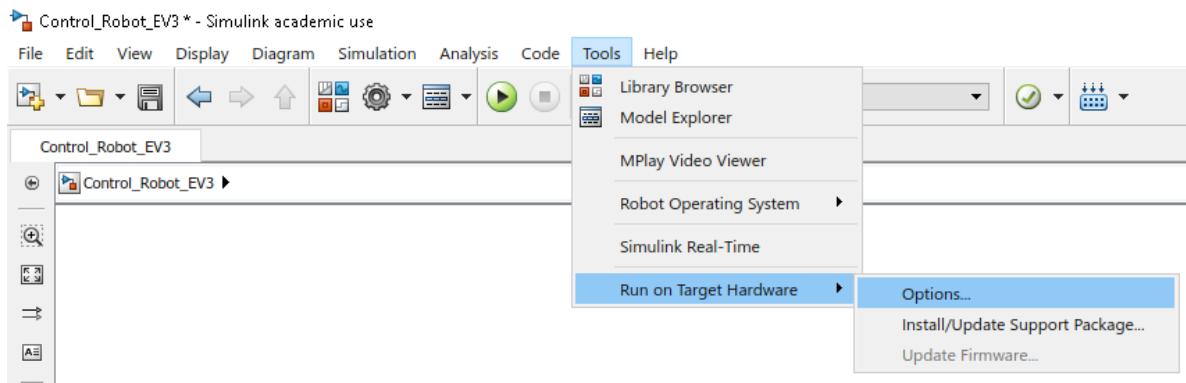 Control_Robot_EV3 * - Simulink academic use
File Edit View Display Diagram Simulation Analysis Code Tools Help
Library Browser
Model Explorer
Control_Robot_EV3
MPlay Video Viewer
Control_Robot_EV3
Robot Operating System
Simulink Real-Time
Run on Target Hardware
Options...
Install/Update Support Package...
Update Firmware...